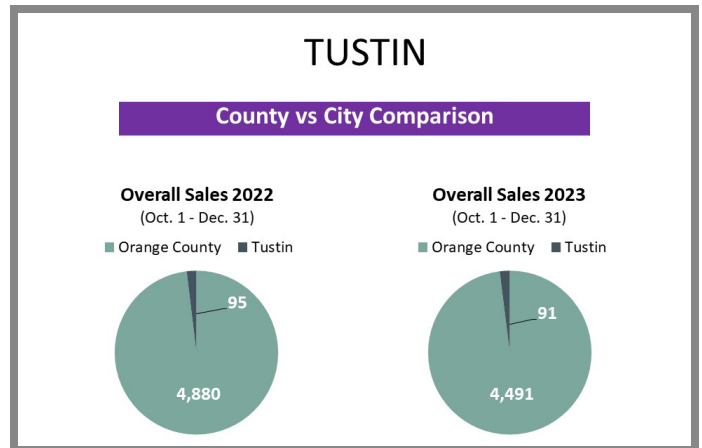 TUSTIN
County vs City Comparison
Overall Sales 2022
(Oct. 1 - Dec. 31)
Orange County Tustin
95
4,880
Overall Sales 2023
(Oct. 1 - Dec. 31)
Orange County Tustin
91
4,491